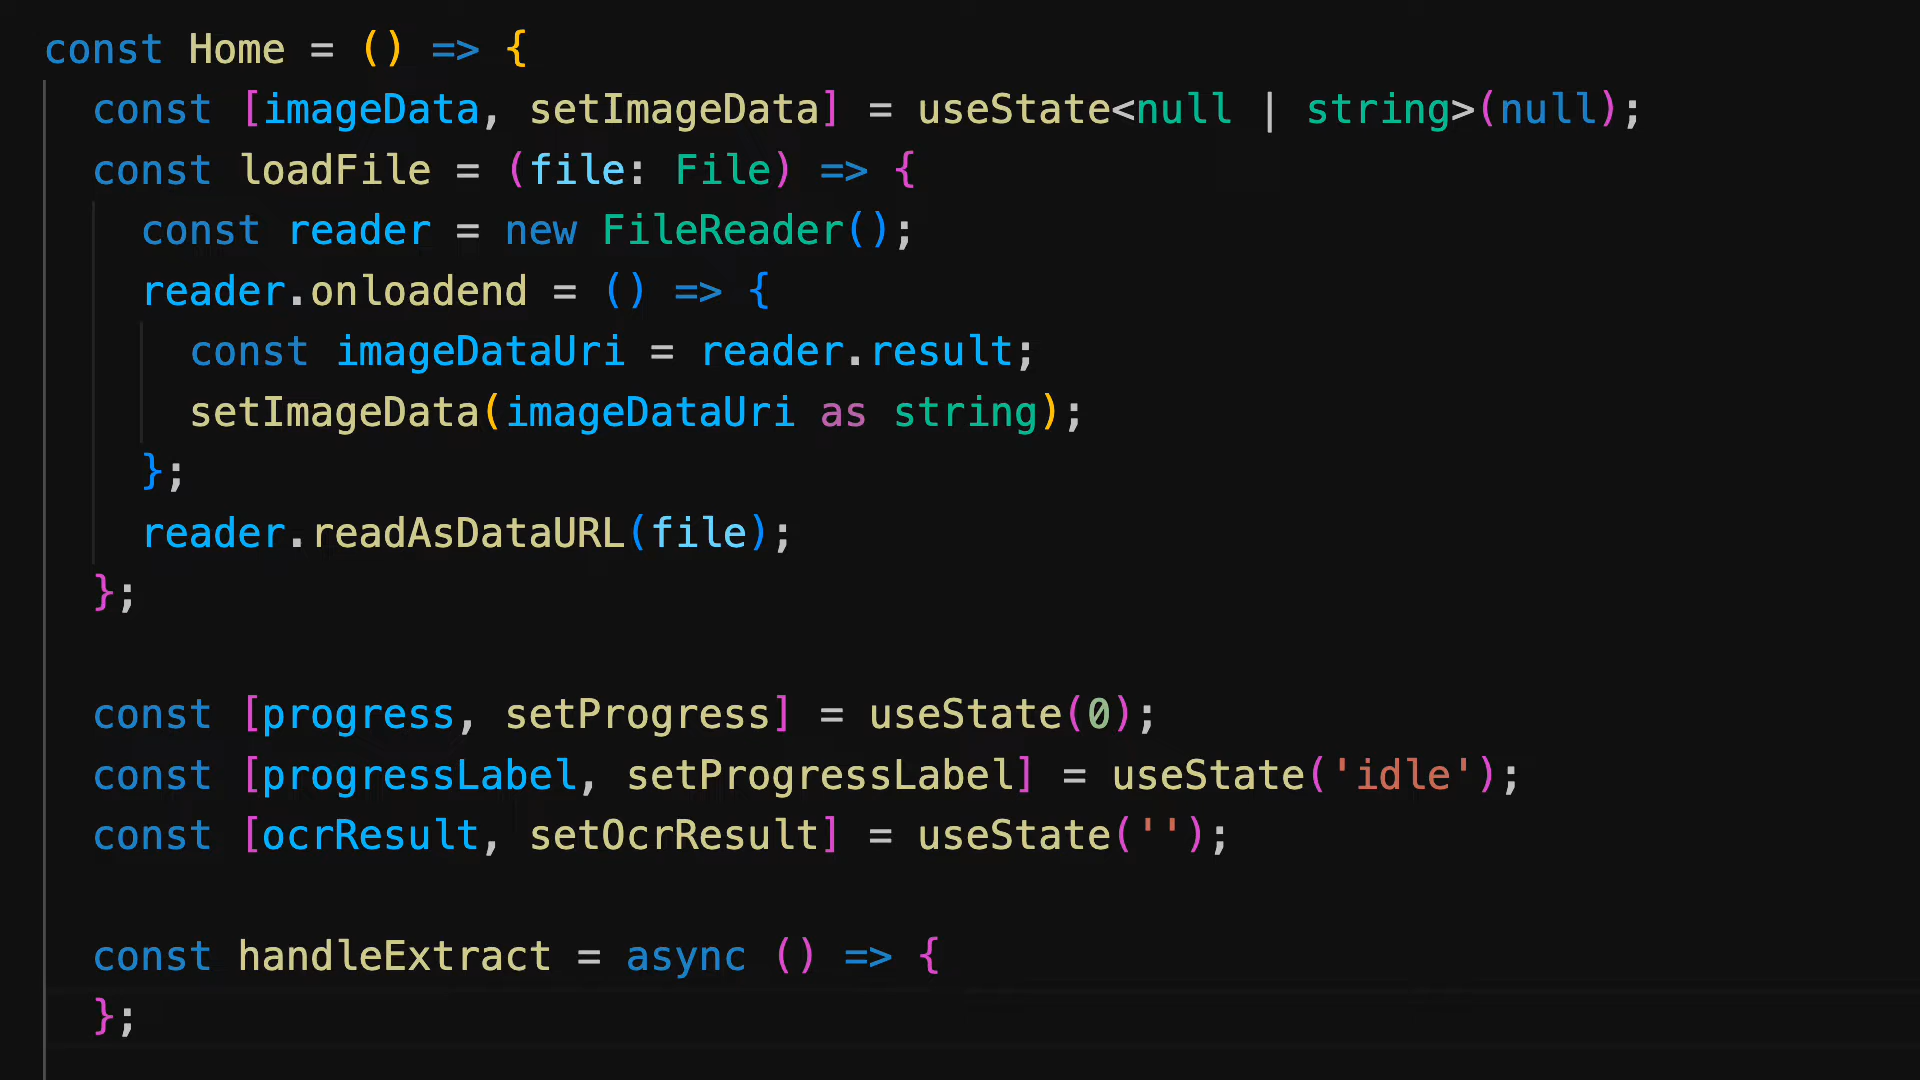 const Home = () => {
const [imageData, setImageData] = useState<null | string>(null);
const loadFile = (file: File) => {
const reader = new FileReader();
reader.onloadend = () => {
const imageDataUri = reader.result;
setImageData(imageDataUri as string);
};
reader.readAsDataURL(file);
};
const [progress, setProgress] = useState(0);
const [progressLabel, setProgressLabel] = useState('idle');
const [ocrResult, setOcrResult] = useState('');
const handleExtract = async () => {
};